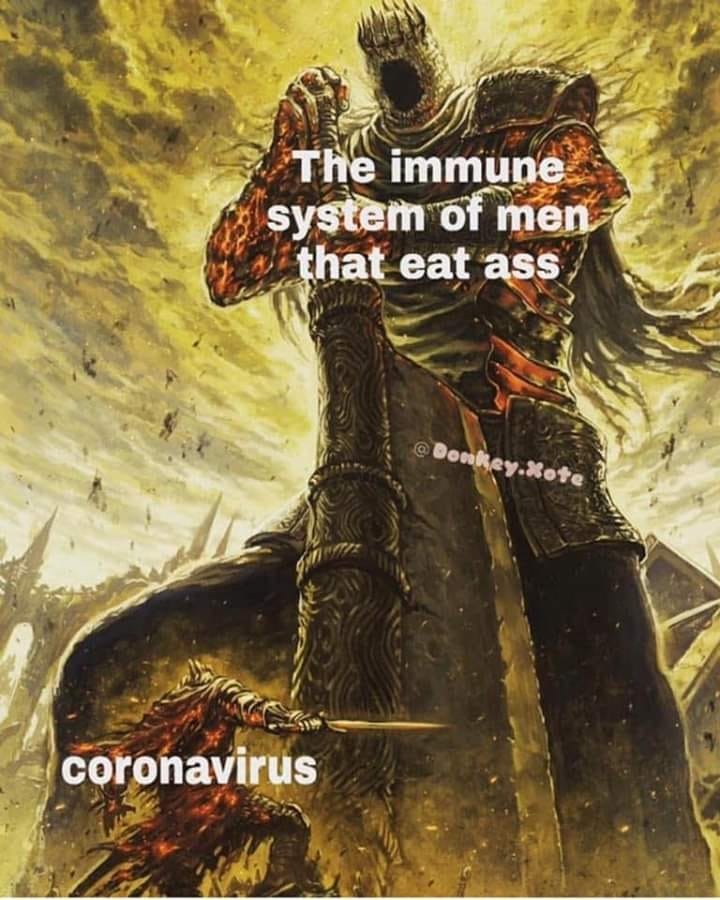 The immune
system of men
that eat ass
@Donkey.Xote
coronavirus